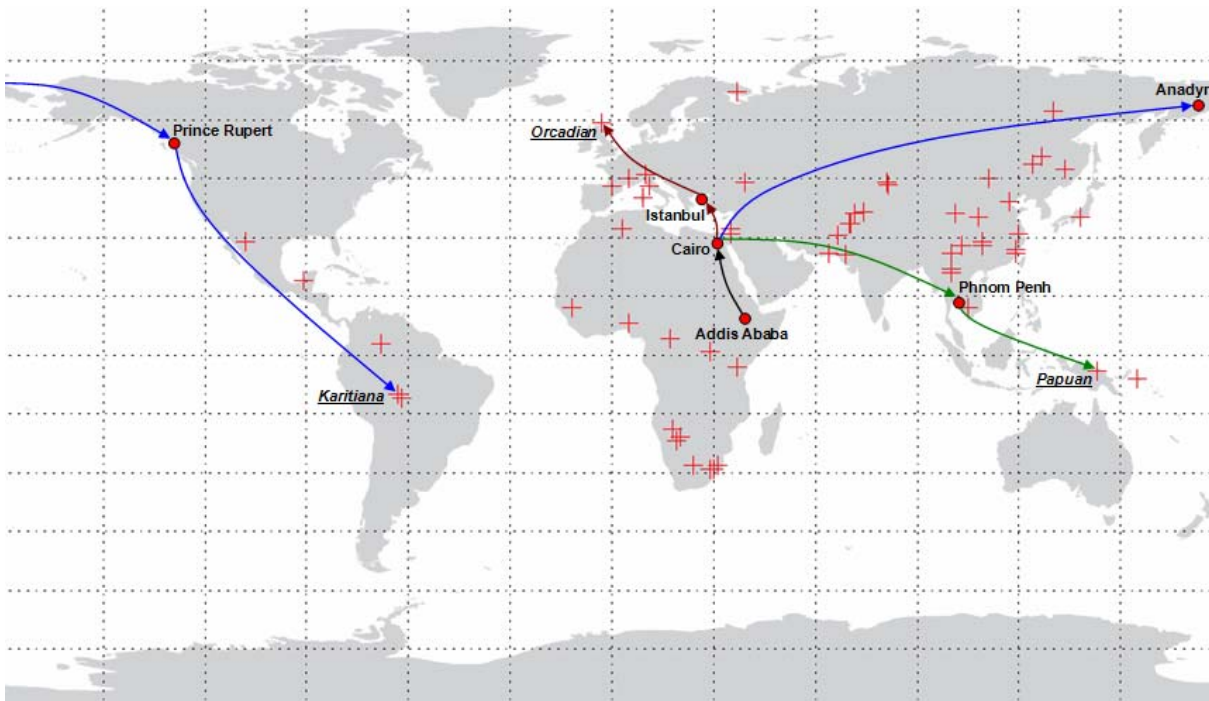 Anadyr
Prince Rupert
Orcadian
Istanbul
Cairo
Phnom Penh
Addis Ababa
Papuan
Karitiana